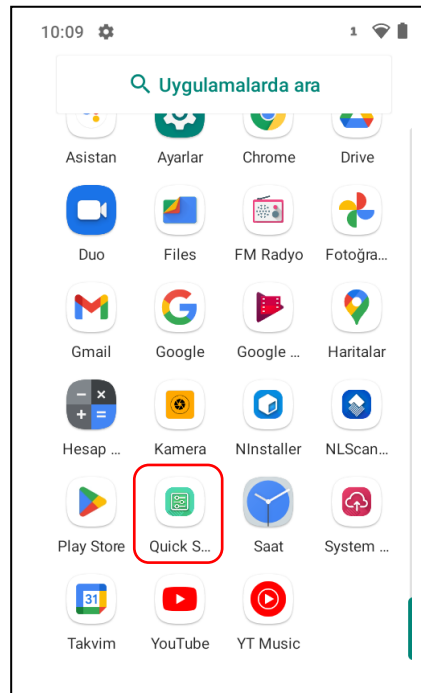 10:09 1
Uygulamalarda ara
Asistan Ayarlar Chrome Drive
Duo Files FM Radyo Fotoğra...
Gmail Google Google ... Haritalar
Hesap ... Kamera NInstaller NLScan...
Play Store Quick S... Saat System ...
31
Takvim YouTube YT Music